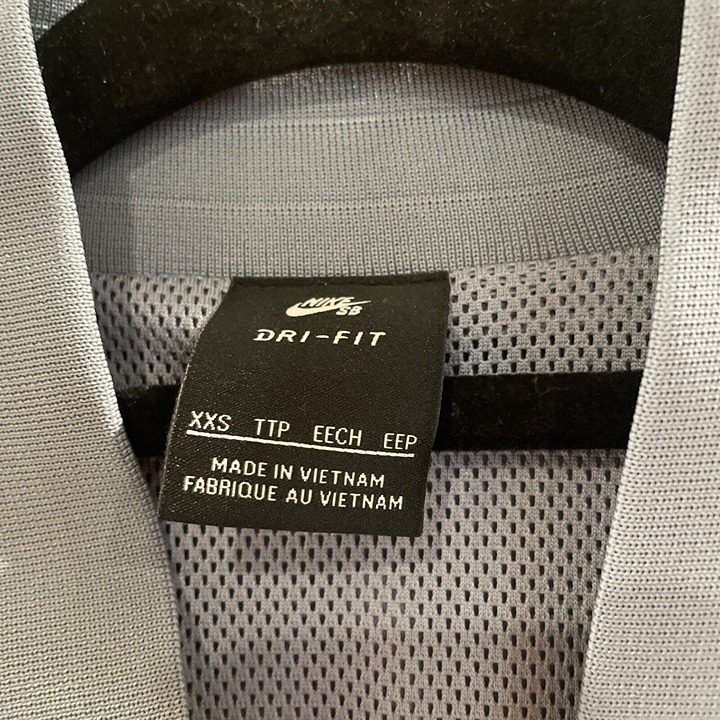 NIKE
SB
DRI-FIT
XXS TTP EECH EEP
MADE IN VIETNAM
FABRIQUE AU VIETNAM